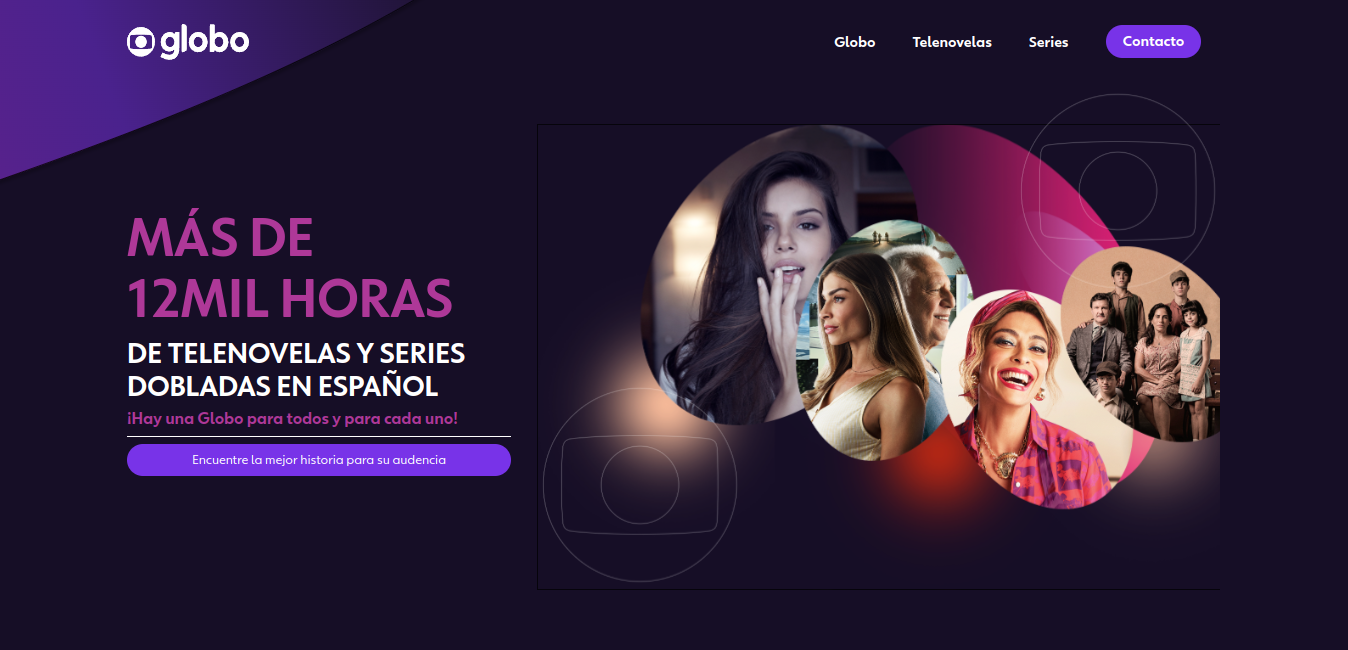 globo
Globo
Telenovelas
Series
Contacto
MÁS DE
12MIL HORAS
DE TELENOVELAS Y SERIES
DOBLADAS EN ESPAÑOL
¡Hay una Globo para todos y para cada uno!
Encuentre la mejor historia para su audencia